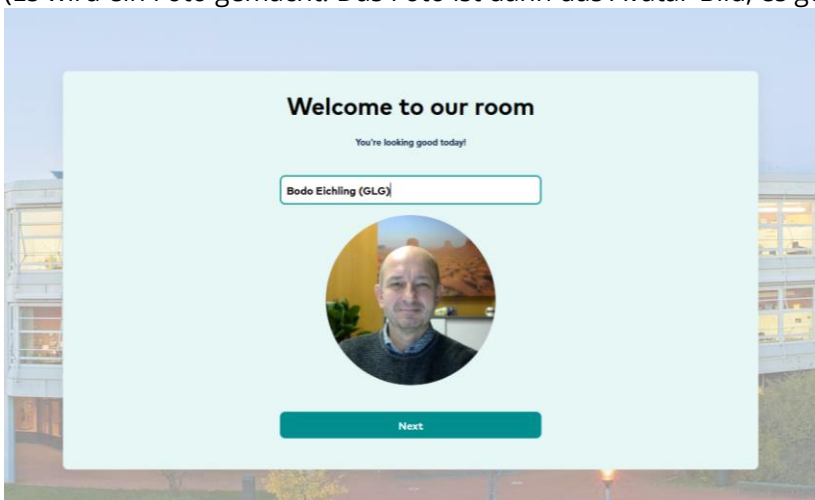 (Es wird ein Foto gemacht. Das Foto ist dann das Avatar-Bild, es g
Welcome to our room
You're looking good today!
Bodo Eichling (GLG)
Next